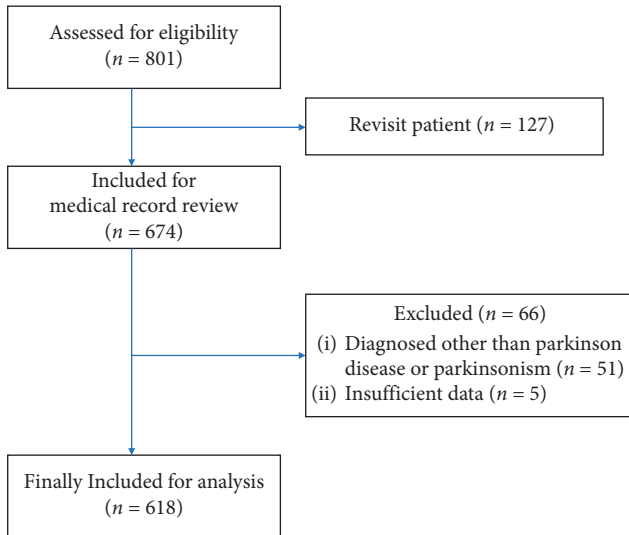 Assessed for eligibility
(n = 801)
Revisit patient (n = 127)
Included for
medical record review
(n = 674)
Excluded (n = 66)
(i) Diagnosed other than parkinson
disease or parkinsonism (n = 51)
(ii) Insufficient data (n = 5)
Finally Included for analysis
(n = 618)